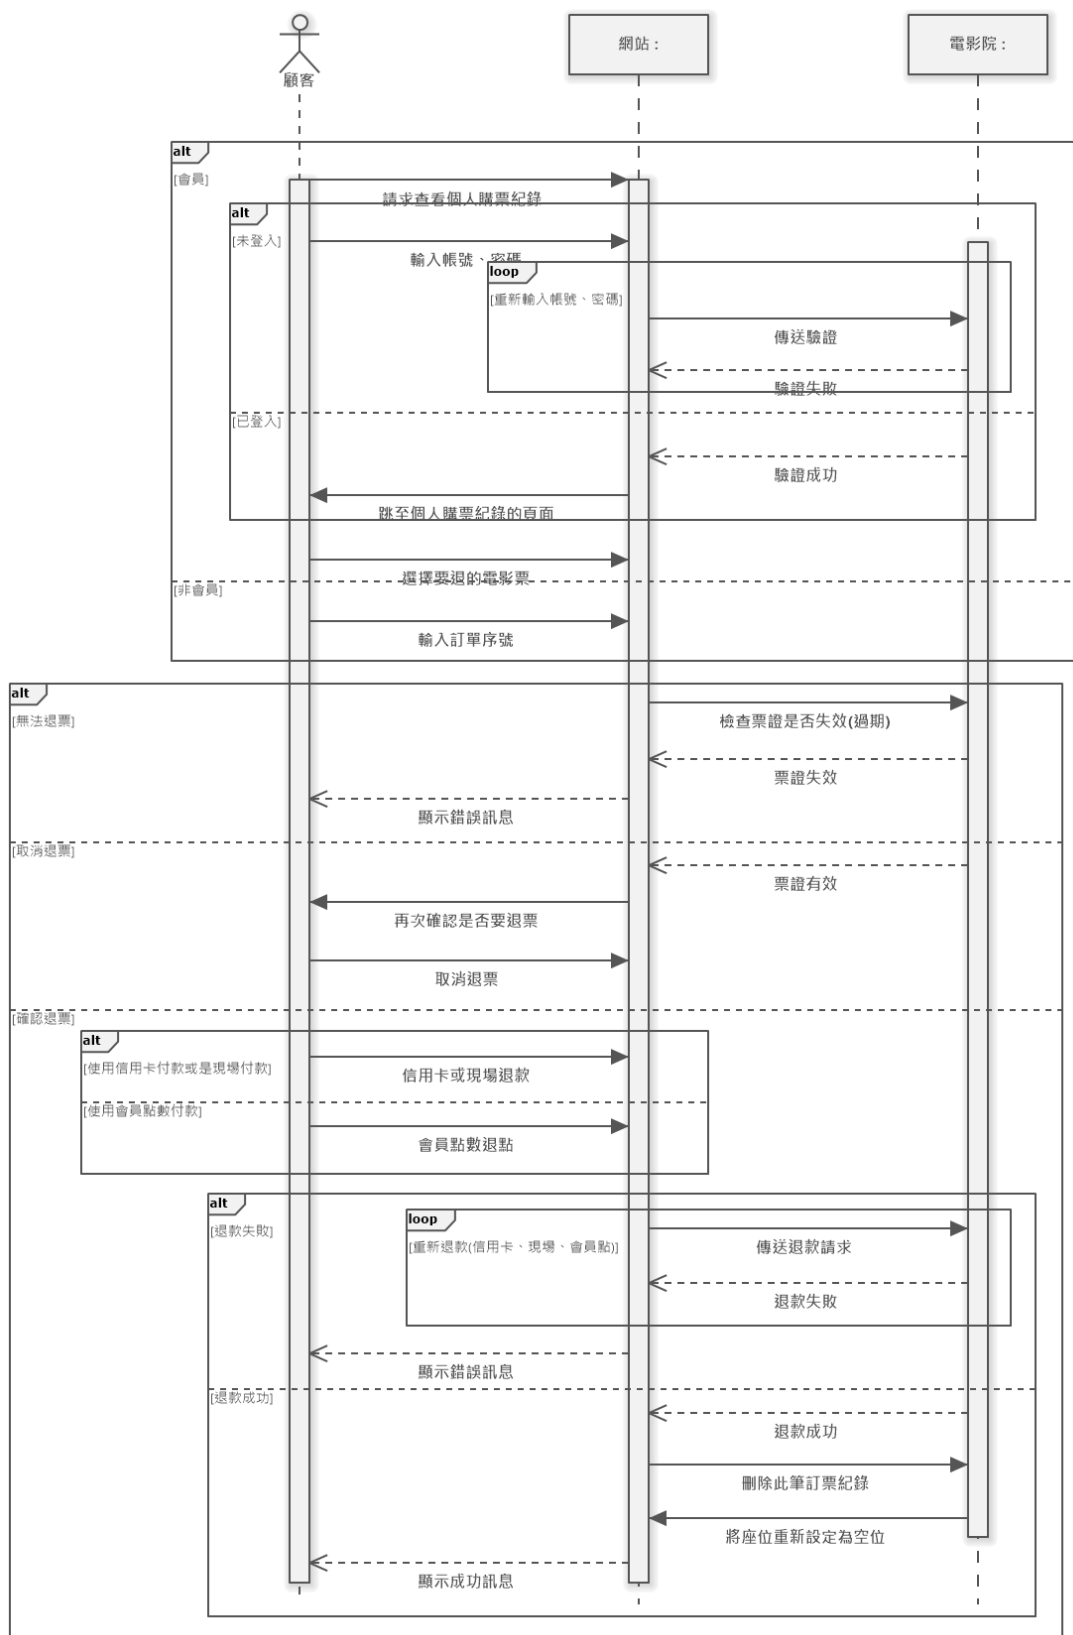 顧客
網站 :
電影院 :
alt
[會員]
請求查看個人購票紀錄
alt
[未登入]
輸入帳號、密碼
loop
[重新輸入帳號、密碼]
傳送驗證
驗證失敗
[已登入]
驗證成功
跳至個人購票紀錄的頁面
選擇要退的電影票
[非會員]
輸入訂單序號
alt
[無法退票]
檢查票證是否失效(過期)
票證失效
顯示錯誤訊息
[取消退票]
票證有效
再次確認是否要退票
取消退票
[確認退票]
alt
[使用信用卡付款或是現場付款]
信用卡或現場退款
[使用會員點數付款]
會員點數退點
alt
[退款失敗]
loop
[重新退款(信用卡、現場、會員點)]
傳送退款請求
退款失敗
顯示錯誤訊息
[退款成功]
退款成功
刪除此筆訂票紀錄
將座位重新設定為空位
顯示成功訊息